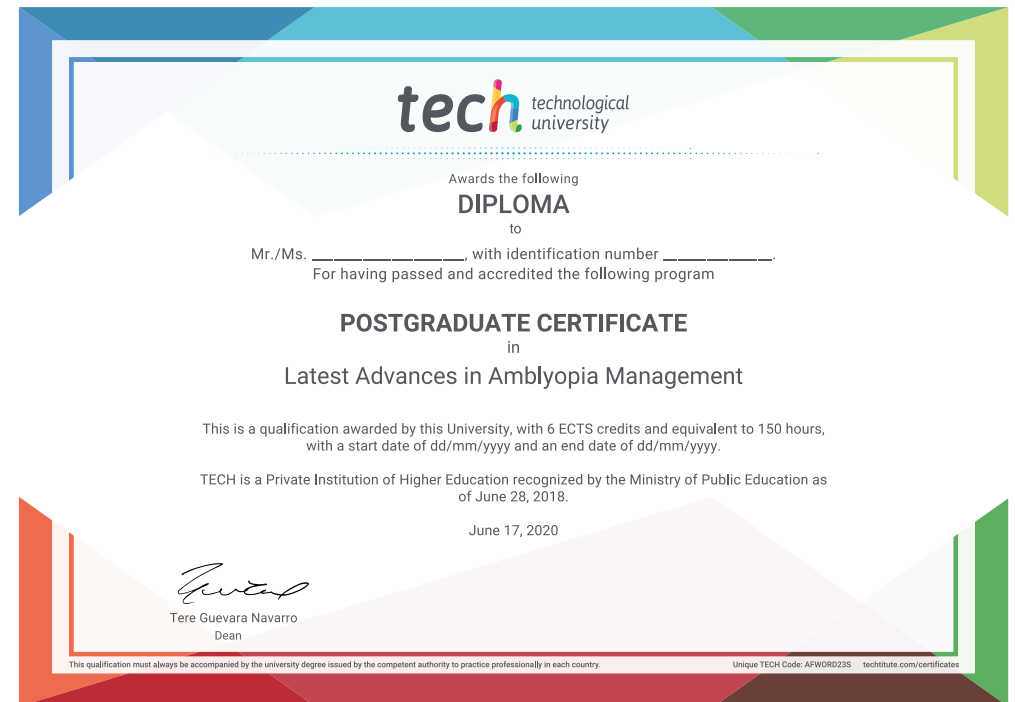 tech technological
university
Awards the following
DIPLOMA
to
Mr./Ms. __________________, with identification number _____________.
For having passed and accredited the following program
POSTGRADUATE CERTIFICATE
in
Latest Advances in Amblyopia Management
This is a qualification awarded by this University, with 6 ECTS credits and equivalent to 150 hours,
with a start date of dd/mm/yyyy and an end date of dd/mm/yyyy.
TECH is a Private Institution of Higher Education recognized by the Ministry of Public Education as
of June 28, 2018.
June 17, 2020
Tere Guevara Navarro
Dean
This qualification must always be accompanied by the university degree issued by the competent authority to practice professionally in each country. Unique TECH Code: AFWORD23S techtitute.com/certificates